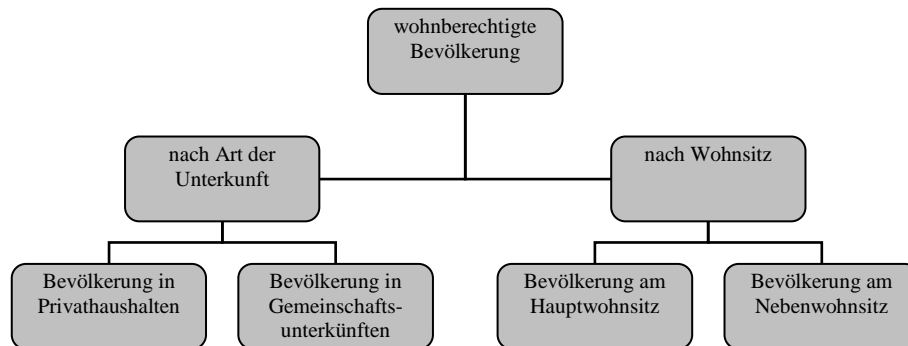 wohnberechtigte
Bevölkerung
nach Art der
Unterkunft
nach Wohnsitz
Bevölkerung in
Privathaushalten
Bevölkerung in
Gemeinschafts-
unterkünften
Bevölkerung am
Hauptwohnsitz
Bevölkerung am
Nebenwohnsitz